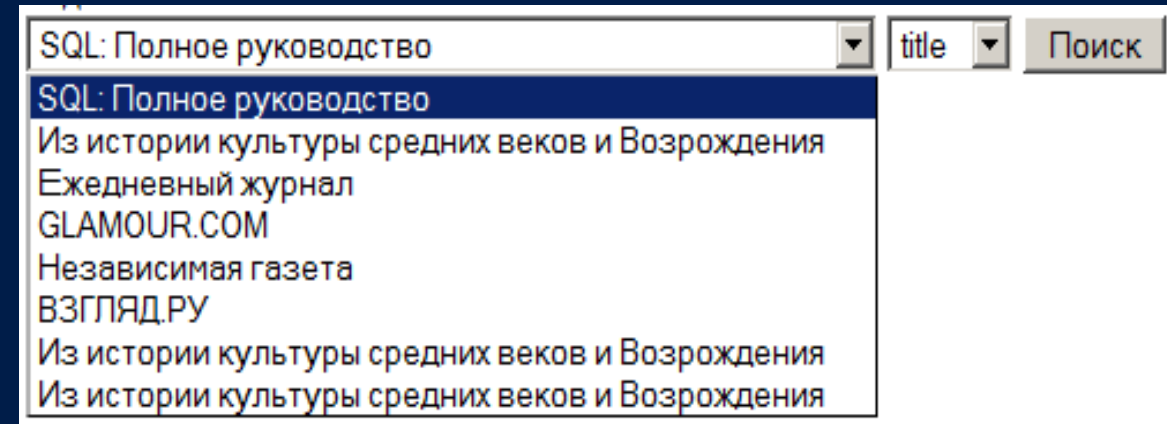 SQL: Полное руководство title Поиск
SQL: Полное руководство
Из истории культуры средних веков и Возрождения
Ежедневный журнал
GLAMOUR.COM
Независимая газета
ВЗГЛЯД.РУ
Из истории культуры средних веков и Возрождения
Из истории культуры средних веков и Возрождения